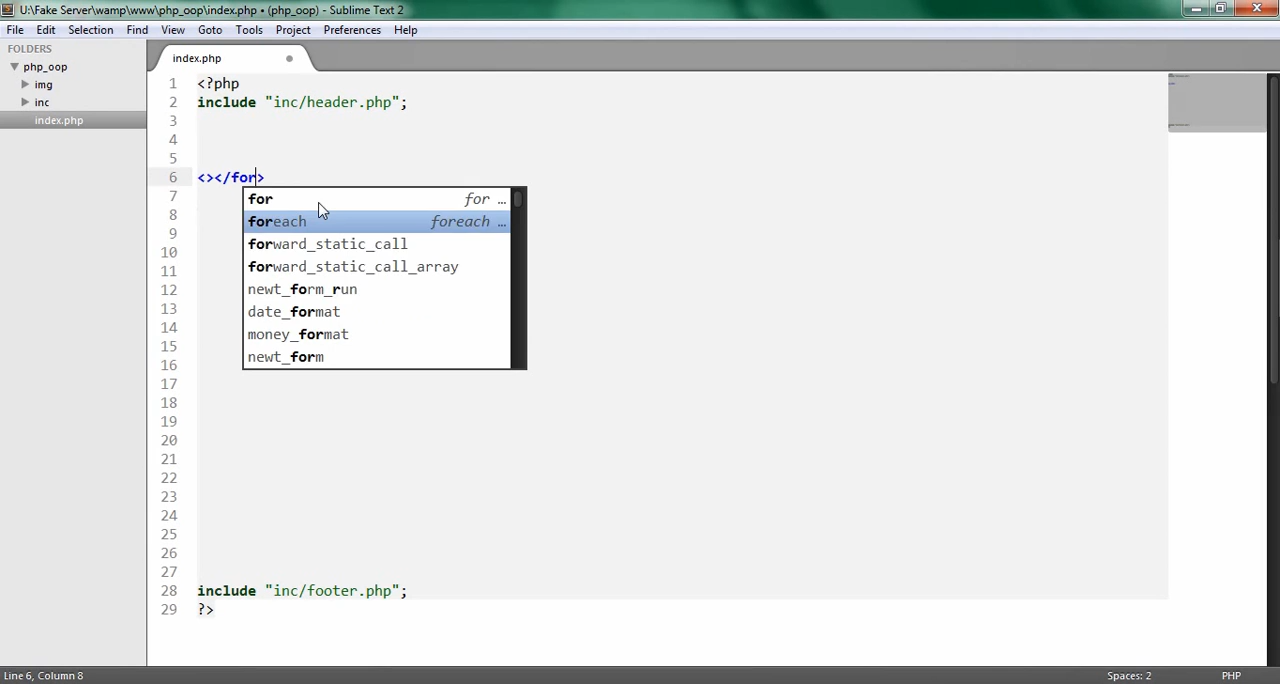 U:\Fake Server\wamp\www\php_oop\index.php • (php_oop) - Sublime Text 2
File Edit Selection Find View Goto Tools Project Preferences Help
FOLDERS
php_oop
img
inc
index.php
index.php
1 <?php
2 include "inc/header.php";
3
4
5
6 <></for>
7
8
9
10
11
12
13
14
15
16
17
18
19
20
21
22
23
24
25
26
27
28 include "inc/footer.php";
29 ?>
for for ...
foreach foreach ...
forward_static_call
forward_static_call_array
newt_form_run
date_format
money_format
newt_form
Line 6, Column 8 Spaces: 2 PHP